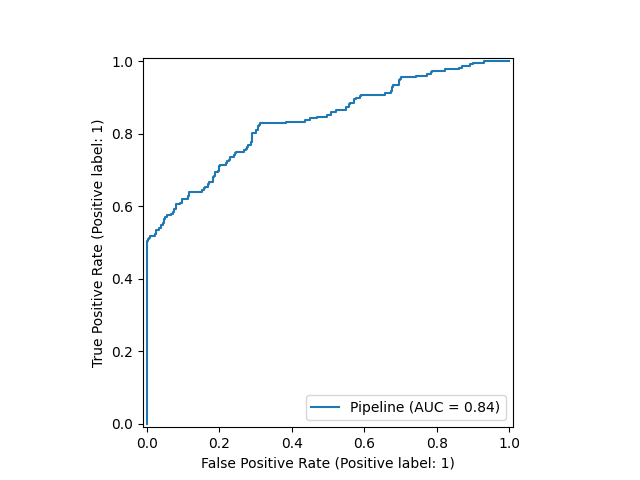 1.0
0.8
0.6
0.4
0.2
0.0
True Positive Rate (Positive label: 1)
Pipeline (AUC = 0.84)
0.0 0.2 0.4 0.6 0.8 1.0
False Positive Rate (Positive label: 1)